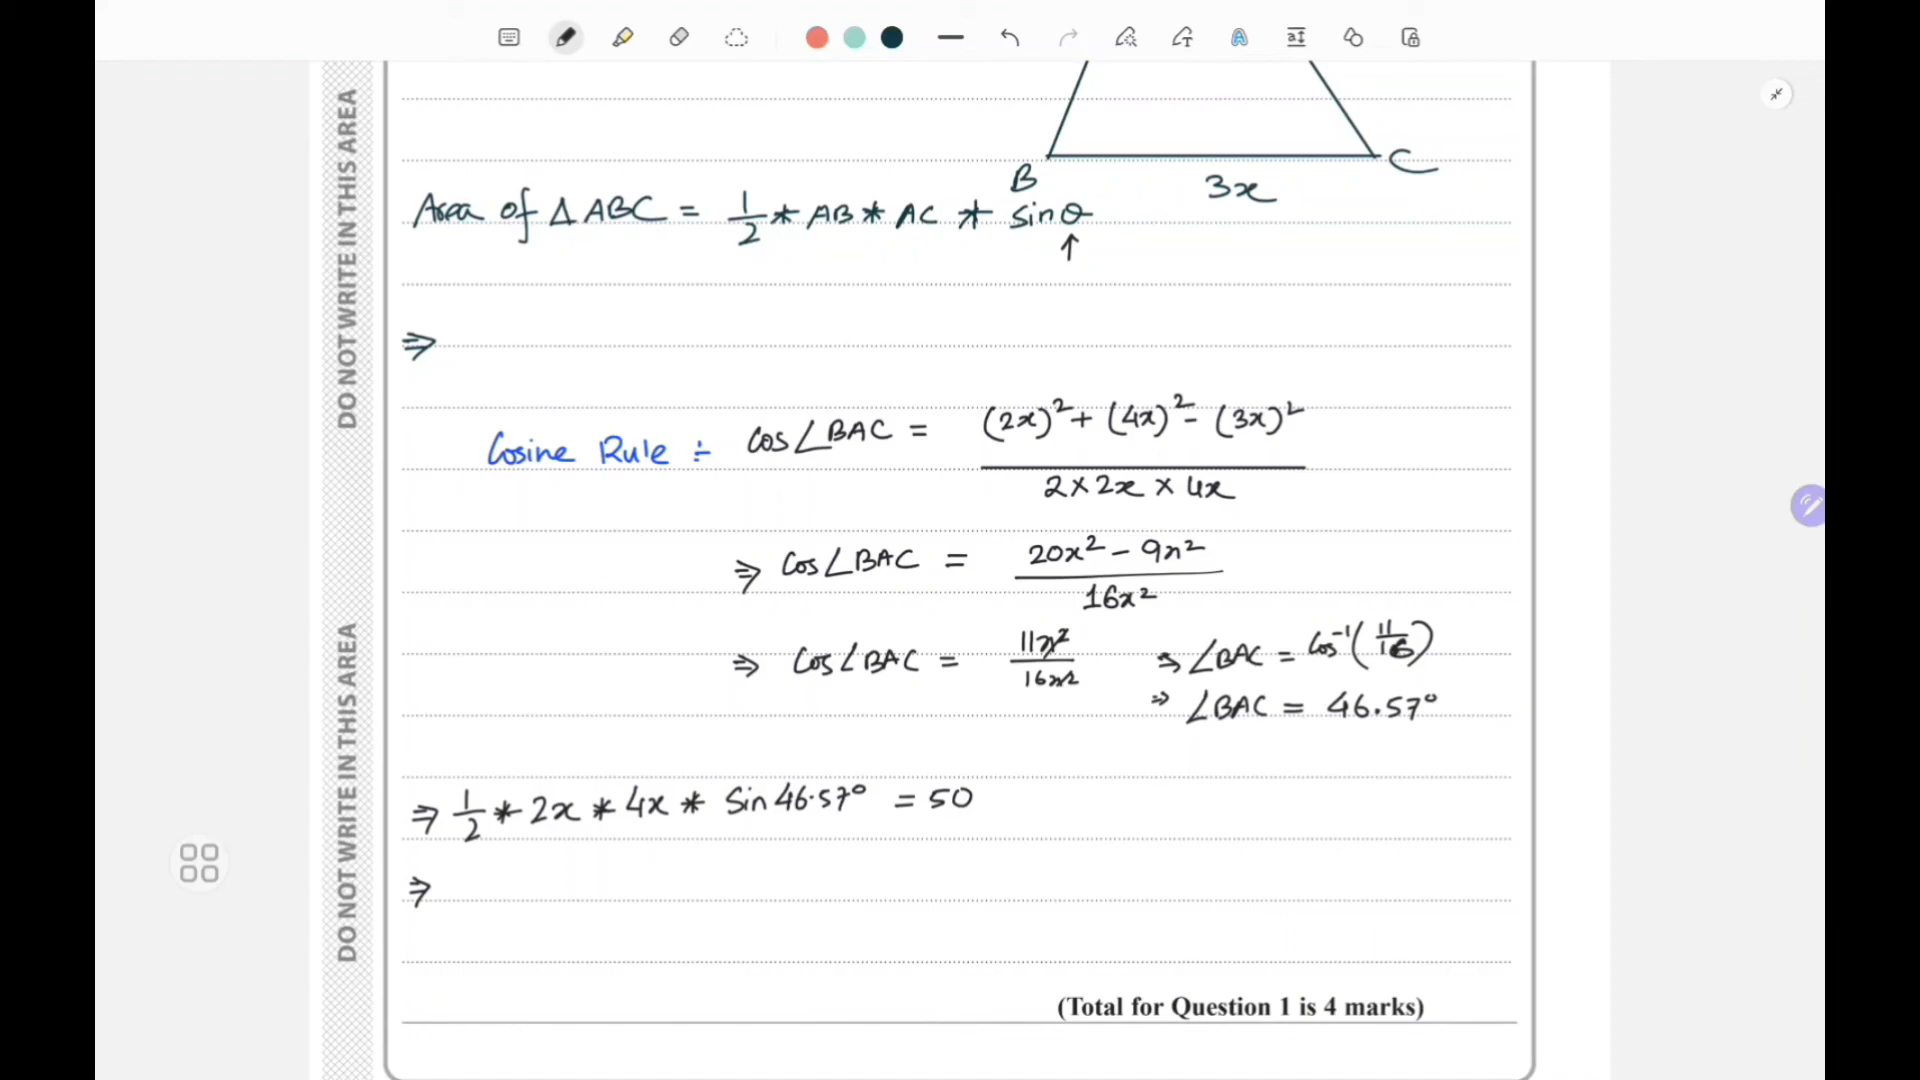 B
C
3x
Area of Δ ABC = 1/2 * AB * AC * sinθ
↑
⇒
Cosine Rule ÷ Cos∠BAC = (2x)² + (4x)² - (3x)² / 2 × 2x × 4x
⇒ Cos∠BAC = 20x² - 9x² / 16x²
⇒ Cos∠BAC = 11x²/16x² ⇒ ∠BAC = Cos⁻¹(11/16)
⇒ ∠BAC = 46.57°
⇒ 1/2 * 2x * 4x * Sin 46.57° = 50
⇒
(Total for Question 1 is 4 marks)
DO NOT WRITE IN THIS AREA
DO NOT WRITE IN THIS AREA